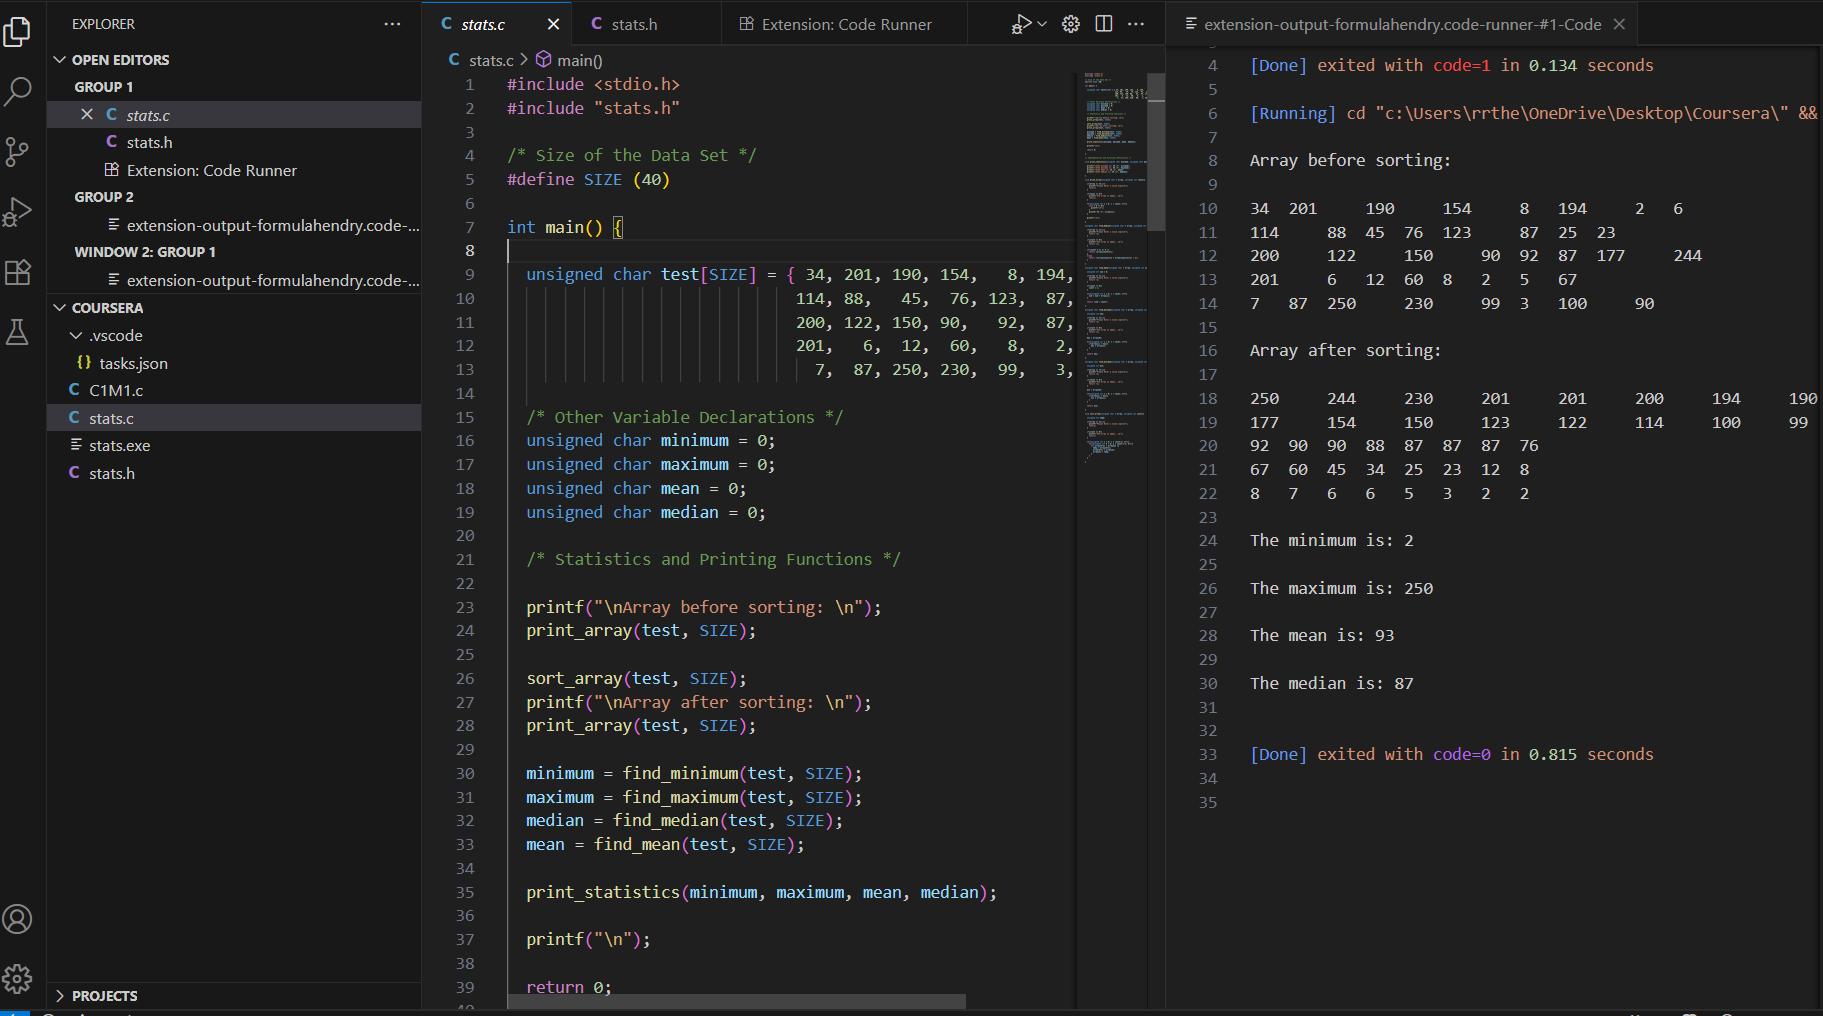 EXPLORER
OPEN EDITORS
GROUP 1
stats.c
stats.h
Extension: Code Runner
GROUP 2
extension-output-formulahendry.code-...
WINDOW 2: GROUP 1
extension-output-formulahendry.code-...
COURSERA
.vscode
{} tasks.json
C C1M1.c
C stats.c
stats.exe
C stats.h
PROJECTS
C stats.c
C stats.h
Extension: Code Runner
C stats.c > main()
1 #include <stdio.h>
2 #include "stats.h"
3
4 /* Size of the Data Set */
5 #define SIZE (40)
6
7 int main() {
8
9 unsigned char test[SIZE] = { 34, 201, 190, 154, 8, 194,
10 114, 88, 45, 76, 123, 87,
11 200, 122, 150, 90, 92, 87,
12 201, 6, 12, 60, 8, 2,
13 7, 87, 250, 230, 99, 3,
14
15 /* Other Variable Declarations */
16 unsigned char minimum = 0;
17 unsigned char maximum = 0;
18 unsigned char mean = 0;
19 unsigned char median = 0;
20
21 /* Statistics and Printing Functions */
22
23 printf("\nArray before sorting: \n");
24 print_array(test, SIZE);
25
26 sort_array(test, SIZE);
27 printf("\nArray after sorting: \n");
28 print_array(test, SIZE);
29
30 minimum = find_minimum(test, SIZE);
31 maximum = find_maximum(test, SIZE);
32 median = find_median(test, SIZE);
33 mean = find_mean(test, SIZE);
34
35 print_statistics(minimum, maximum, mean, median);
36
37 printf("\n");
38
39 return 0;
extension-output-formulahendry.code-runner-#1-Code
4 [Done] exited with code=1 in 0.134 seconds
5
6 [Running] cd "c:\Users\rrthe\OneDrive\Desktop\Coursera\" &&
7
8 Array before sorting:
9
10 34 201 190 154 8 194 2 6
11 114 88 45 76 123 87 25 23
12 200 122 150 90 92 87 177 244
13 201 6 12 60 8 2 5 67
14 7 87 250 230 99 3 100 90
15
16 Array after sorting:
17
18 250 244 230 201 201 200 194 190
19 177 154 150 123 122 114 100 99
20 92 90 90 88 87 87 87 76
21 67 60 45 34 25 23 12 8
22 8 7 6 6 5 3 2 2
23
24 The minimum is: 2
25
26 The maximum is: 250
27
28 The mean is: 93
29
30 The median is: 87
31
32
33 [Done] exited with code=0 in 0.815 seconds
34
35